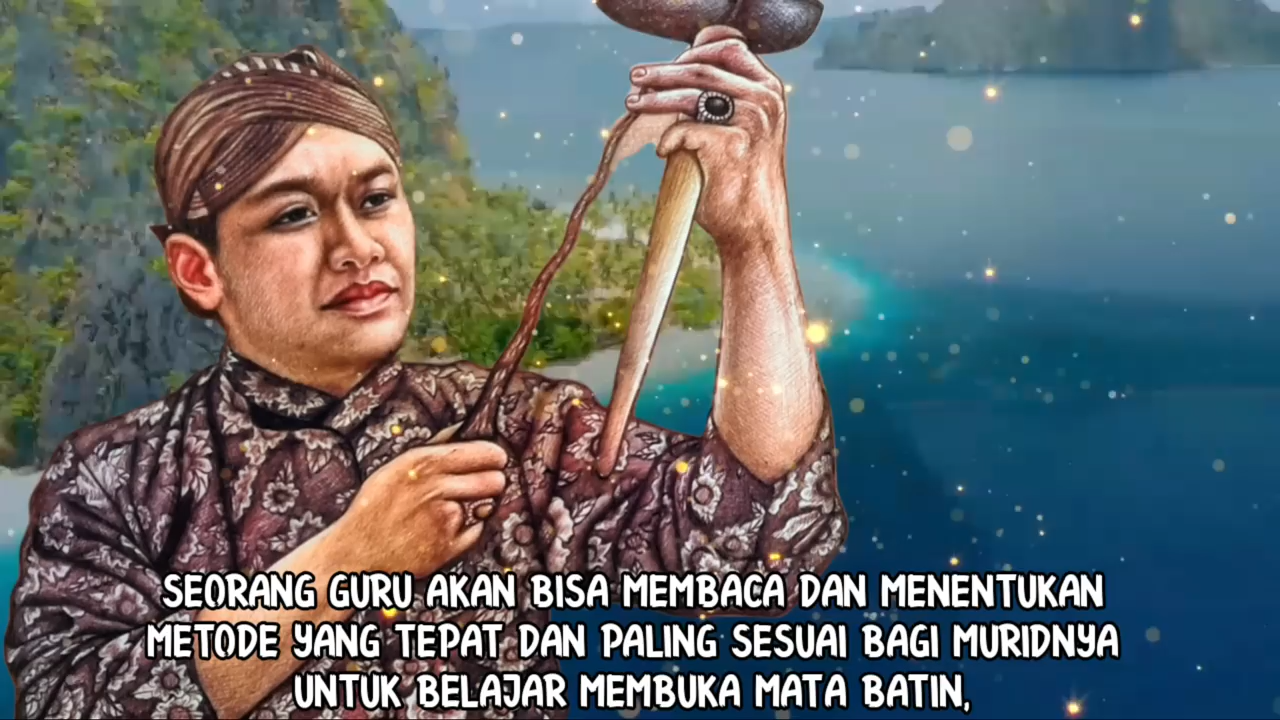 SEORANG GURU AKAN BISA MEMBACA DAN MENENTUKAN
METODE YANG TEPAT DAN PALING SESUAI BAGI MURIDNYA
UNTUK BELAJAR MEMBUKA MATA BATIN,